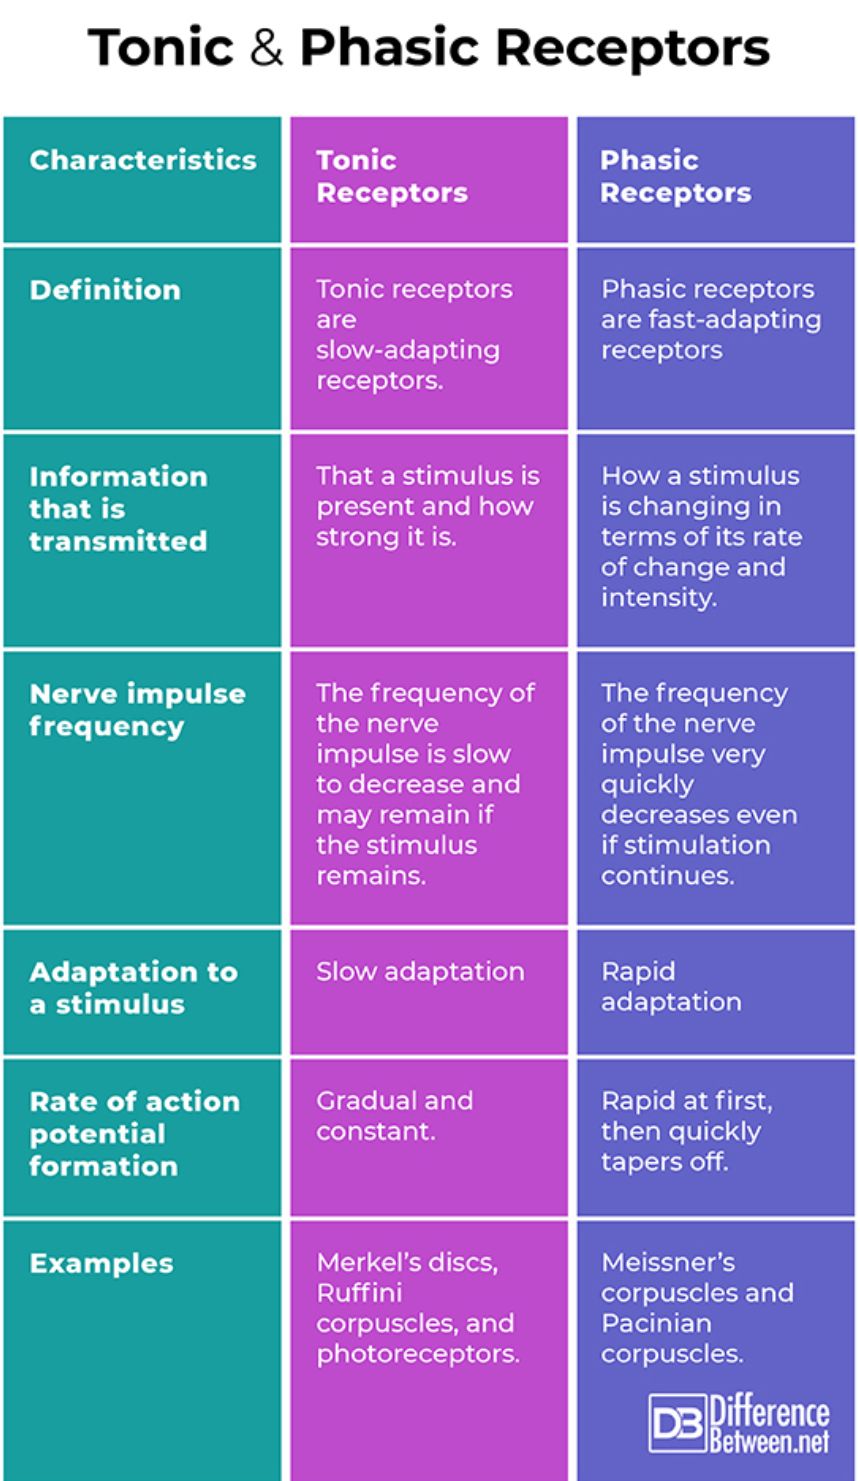 Tonic & Phasic Receptors
Characteristics
Tonic
Receptors
Phasic
Receptors
Definition
Tonic receptors
are
slow-adapting
receptors.
Phasic receptors
are fast-adapting
receptors
Information
that is
transmitted
That a stimulus is
present and how
strong it is.
How a stimulus
is changing in
terms of its rate
of change and
intensity.
Nerve impulse
frequency
The frequency of
the nerve
impulse is slow
to decrease and
may remain if
the stimulus
remains.
The frequency
of the nerve
impulse very
quickly
decreases even
if stimulation
continues.
Adaptation to
a stimulus
Slow adaptation
Rapid
adaptation
Rate of action
potential
formation
Gradual and
constant.
Rapid at first,
then quickly
tapers off.
Examples
Merkel’s discs,
Ruffini
corpuscles, and
photoreceptors.
Meissner’s
corpuscles and
Pacinian
corpuscles.
DB Difference
Between.net